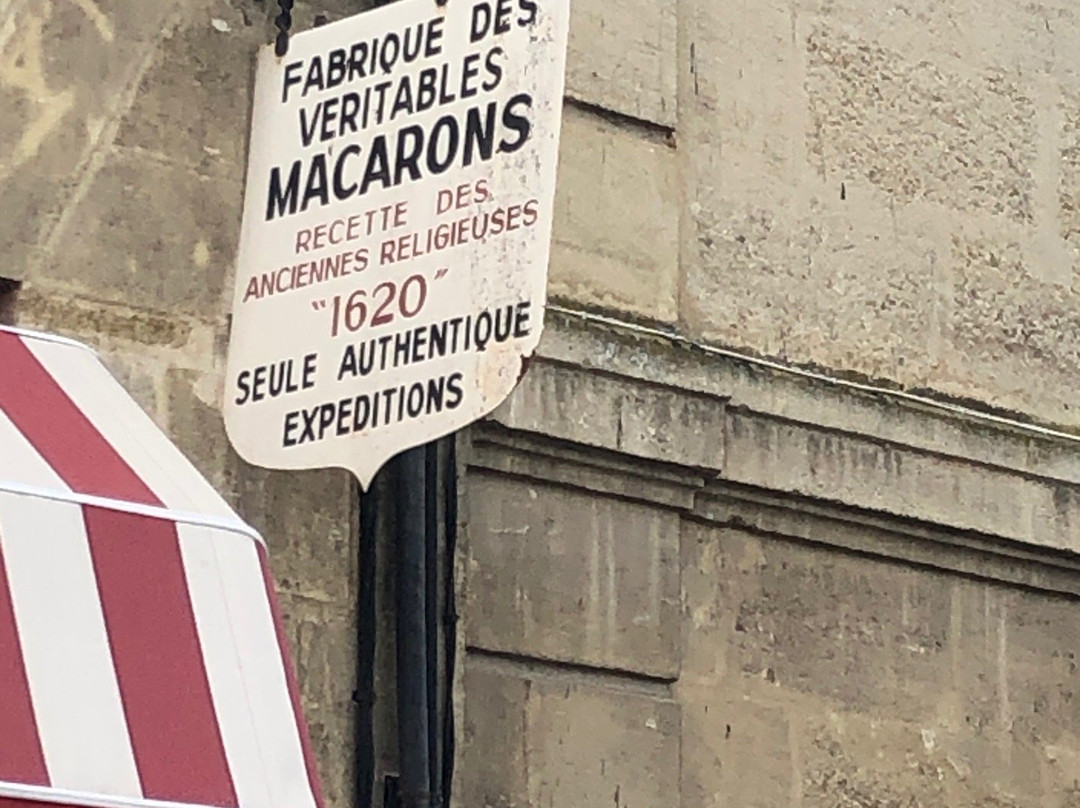 FABRIQUE DES
VERITABLES
MACARONS
RECETTE DES
ANCIENNES RELIGIEUSES
"1620"
SEULE AUTHENTIQUE
EXPEDITIONS